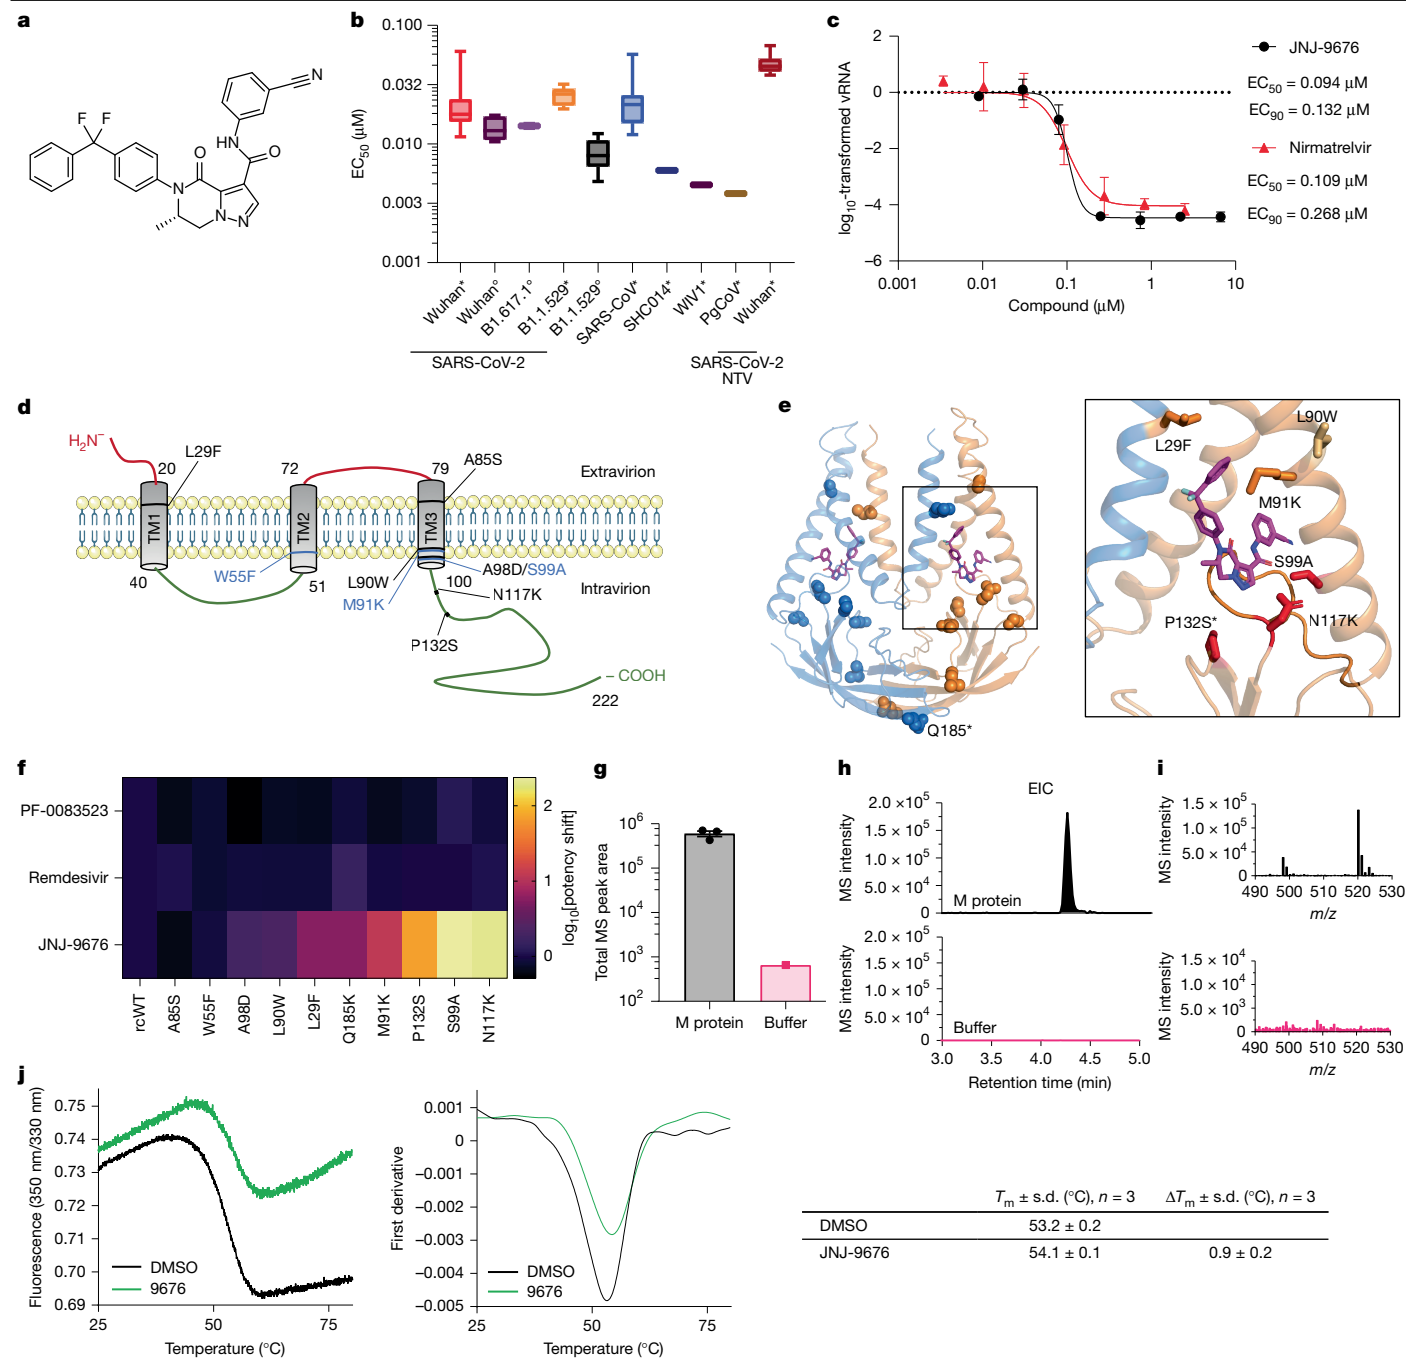 a
F F
N
HN
O
O
N
N
N
b
EC50 (μM)
0.100
0.032
0.010
0.003
0.001
Wuhan*
Wuhan°
B1.617.1°
B1.1.529*
B1.1.529°
SARS-CoV*
SHC014*
WIV1*
PgCoV*
Wuhan*
SARS-CoV-2
SARS-CoV-2
NTV
c
log10-transformed vRNA
2
0
−2
−4
−6
0.001 0.01 0.1 1 10
Compound (μM)
JNJ-9676
EC50 = 0.094 μM
EC90 = 0.132 μM
Nirmatrelvir
EC50 = 0.109 μM
EC90 = 0.268 μM
d
H2N−
20
L29F
72
79
A85S
Extravirion
TM1
TM2
TM3
40
W55F
51
L90W
M91K
100
A98D/S99A
N117K
Intravirion
P132S
– COOH
222
e
Q185*
L29F
L90W
M91K
S99A
N117K
P132S*
f
PF-0083523
Remdesivir
JNJ-9676
rcWT
A85S
W55F
A98D
L90W
L29F
Q185K
M91K
P132S
S99A
N117K
2
1
0
log10[potency shift]
g
Total MS peak area
10^6
10^5
10^4
10^3
10^2
M protein Buffer
h
EIC
MS intensity
2.0 × 10^5
1.5 × 10^5
1.0 × 10^5
5.0 × 10^4
0
M protein
MS intensity
2.0 × 10^5
1.5 × 10^5
1.0 × 10^5
5.0 × 10^4
0
Buffer
3.0 3.5 4.0 4.5 5.0
Retention time (min)
i
MS intensity
1.5 × 10^5
1.0 × 10^5
5.0 × 10^4
0
490 500 510 520 530
m/z
MS intensity
1.5 × 10^4
1.0 × 10^4
5.0 × 10^3
0
490 500 510 520 530
m/z
j
Fluorescence (350 nm/330 nm)
0.75
0.74
0.73
0.72
0.71
0.70
0.69
DMSO
9676
25 50 75
Temperature (°C)
First derivative
0.001
0
−0.001
−0.002
−0.003
−0.004
−0.005
DMSO
9676
25 50 75
Temperature (°C)
Tm ± s.d. (°C), n = 3 ΔTm ± s.d. (°C), n = 3
DMSO 53.2 ± 0.2
JNJ-9676 54.1 ± 0.1 0.9 ± 0.2